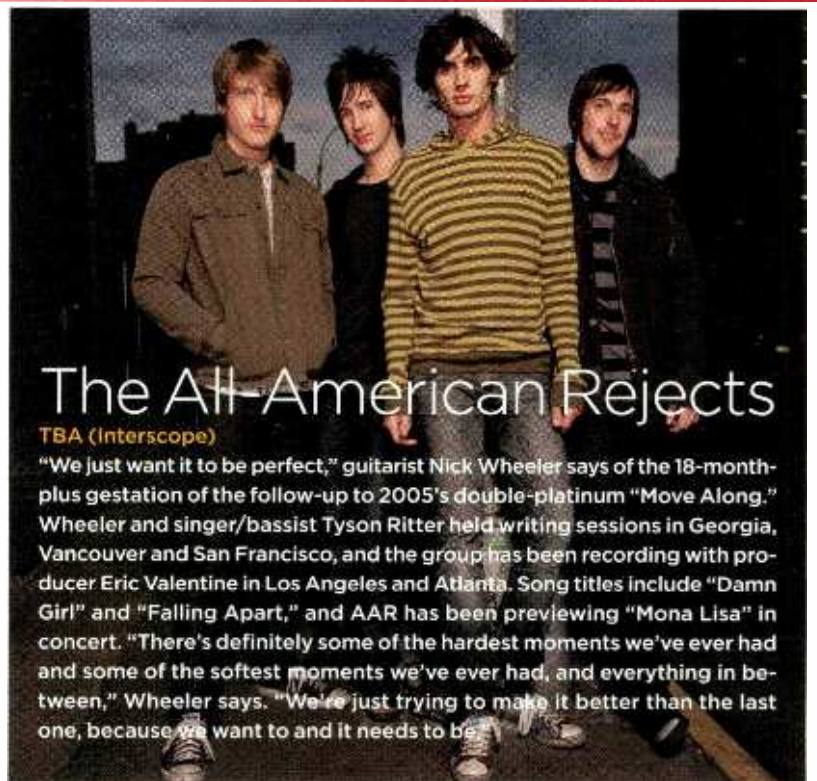 The All-American Rejects
TBA (Interscope)
“We just want it to be perfect,” guitarist Nick Wheeler says of the 18-month-
plus gestation of the follow-up to 2005’s double-platinum “Move Along.”
Wheeler and singer/bassist Tyson Ritter held writing sessions in Georgia,
Vancouver and San Francisco, and the group has been recording with pro-
ducer Eric Valentine in Los Angeles and Atlanta. Song titles include “Damn
Girl” and “Falling Apart,” and AAR has been previewing “Mona Lisa” in
concert. “There’s definitely some of the hardest moments we’ve ever had
and some of the softest moments we’ve ever had, and everything in be-
tween,” Wheeler says. “We’re just trying to make it better than the last
one, because we want to and it needs to be.”